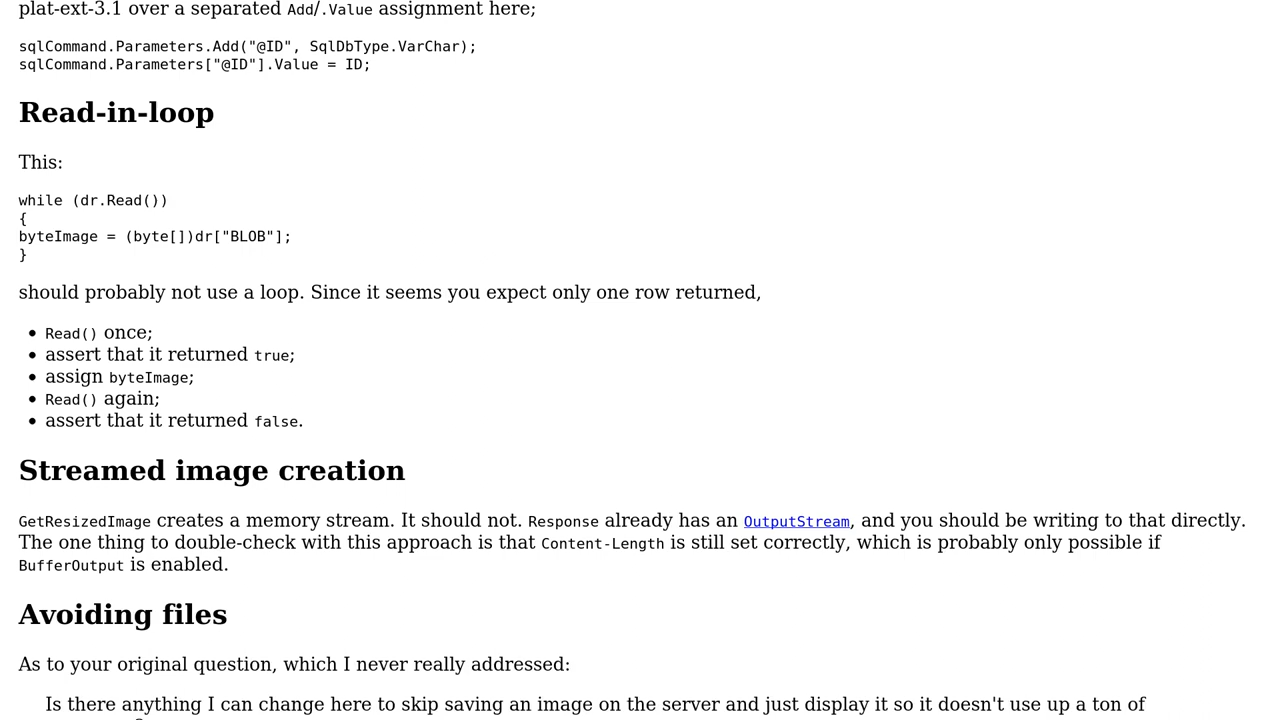 plat-ext-3.1 over a separated Add/.Value assignment here;
sqlCommand.Parameters.Add("@ID", SqlDbType.VarChar);
sqlCommand.Parameters["@ID"].Value = ID;
Read-in-loop
This:
while (dr.Read())
{
byteImage = (byte[])dr["BLOB"];
}
should probably not use a loop. Since it seems you expect only one row returned,
• Read() once;
• assert that it returned true;
• assign byteImage;
• Read() again;
• assert that it returned false.
Streamed image creation
GetResizedImage creates a memory stream. It should not. Response already has an OutputStream, and you should be writing to that directly.
The one thing to double-check with this approach is that Content-Length is still set correctly, which is probably only possible if
BufferOutput is enabled.
Avoiding files
As to your original question, which I never really addressed:
Is there anything I can change here to skip saving an image on the server and just display it so it doesn't use up a ton of